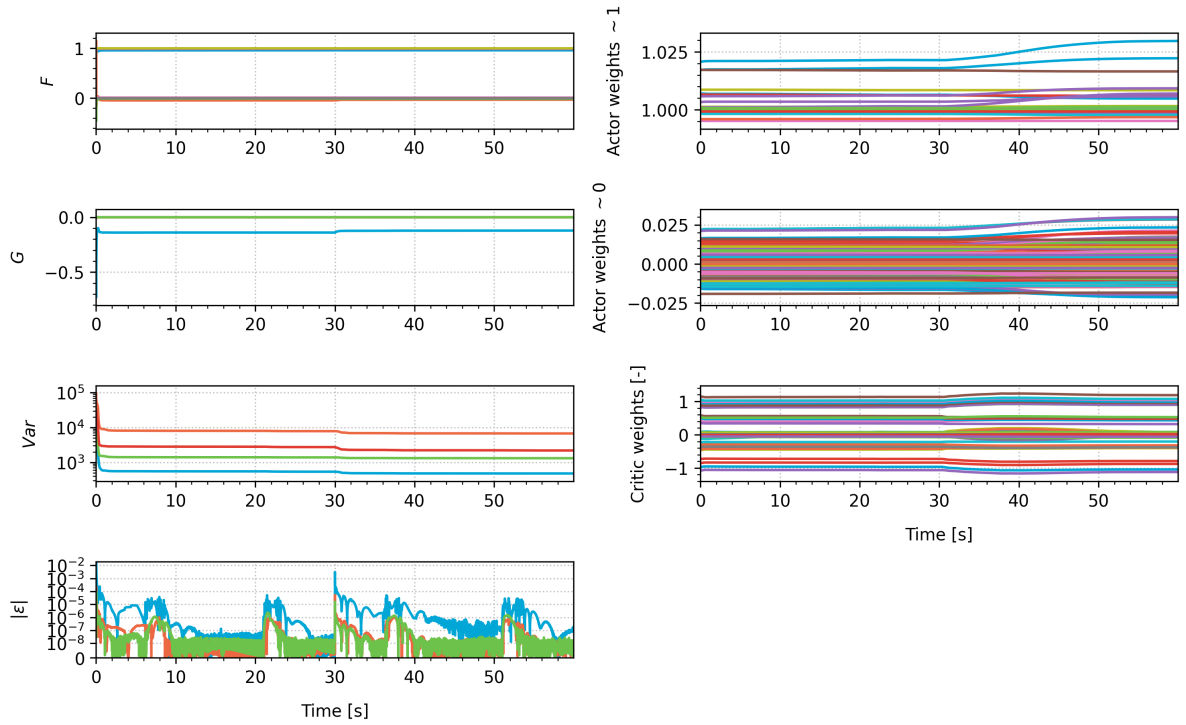 F
1
0
0 10 20 30 40 50
Actor weights ~ 1
1.025
1.000
0 10 20 30 40 50
G
0.0
−0.5
0 10 20 30 40 50
Actor weights ~ 0
0.025
0.000
−0.025
0 10 20 30 40 50
Var
10^5
10^4
10^3
0 10 20 30 40 50
Critic weights [-]
1
0
−1
0 10 20 30 40 50
Time [s]
|ε|
10^−2
10^−3
10^−4
10^−5
10^−6
10^−7
10^−8
0
0 10 20 30 40 50
Time [s]